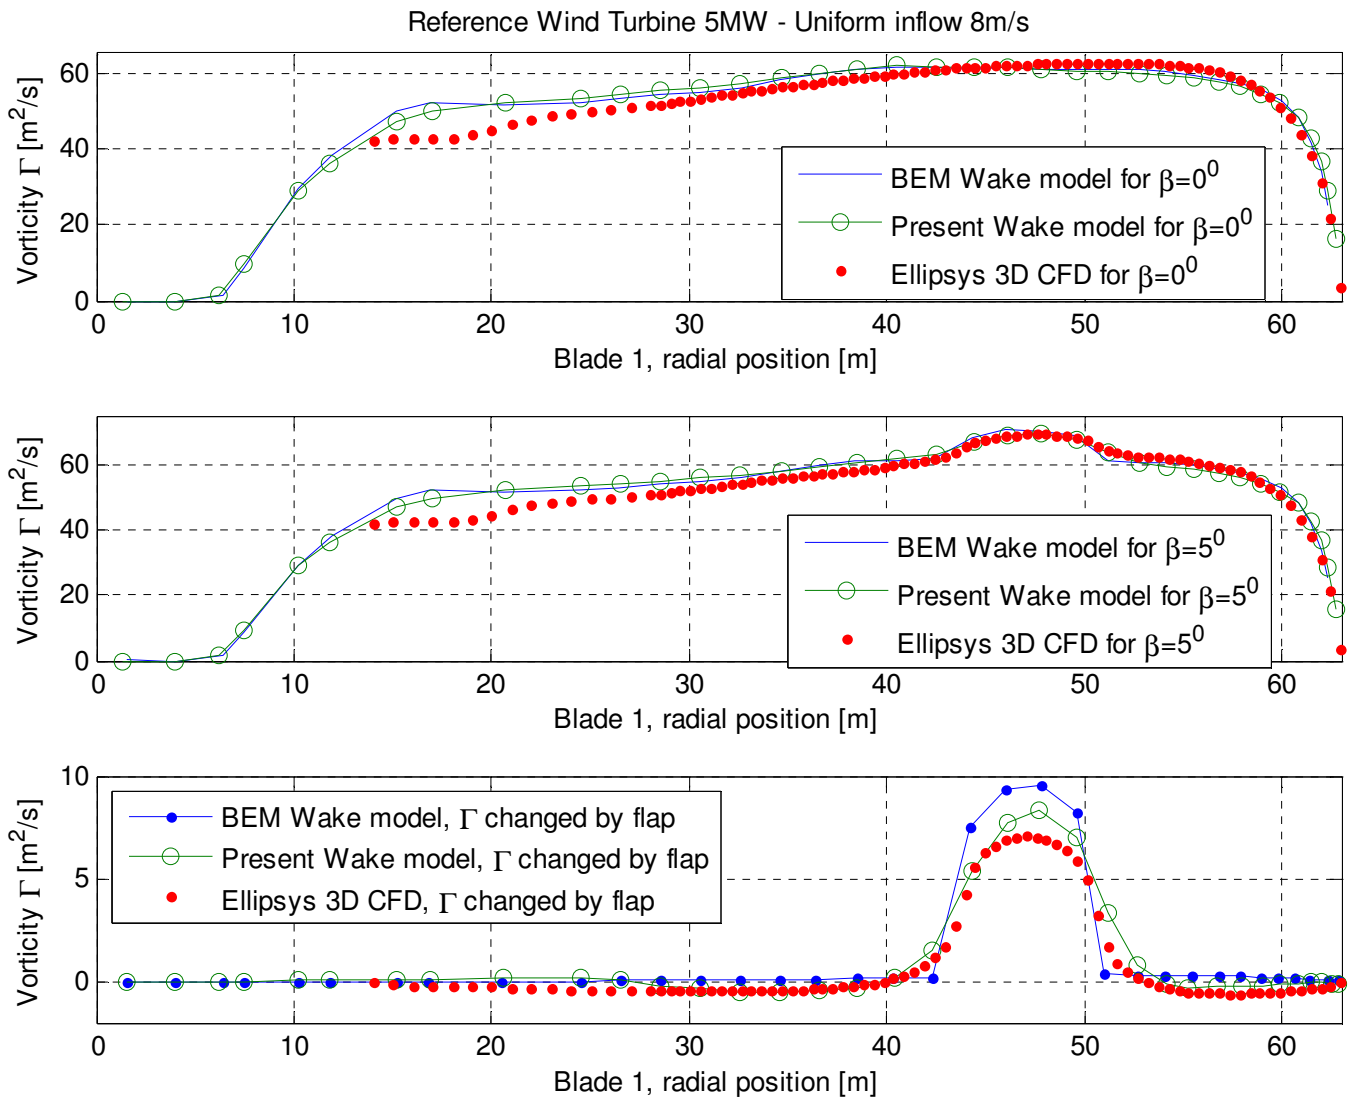 Reference Wind Turbine 5MW - Uniform inflow 8m/s
Vorticity Γ [m²/s]
60
40
20
0
BEM Wake model for β=0⁰
Present Wake model for β=0⁰
Ellipsys 3D CFD for β=0⁰
0 10 20 30 40 50 60
Blade 1, radial position [m]
Vorticity Γ [m²/s]
60
40
20
0
BEM Wake model for β=5⁰
Present Wake model for β=5⁰
Ellipsys 3D CFD for β=5⁰
0 10 20 30 40 50 60
Blade 1, radial position [m]
Vorticity Γ [m²/s]
10
5
0
BEM Wake model, Γ changed by flap
Present Wake model, Γ changed by flap
Ellipsys 3D CFD, Γ changed by flap
0 10 20 30 40 50 60
Blade 1, radial position [m]